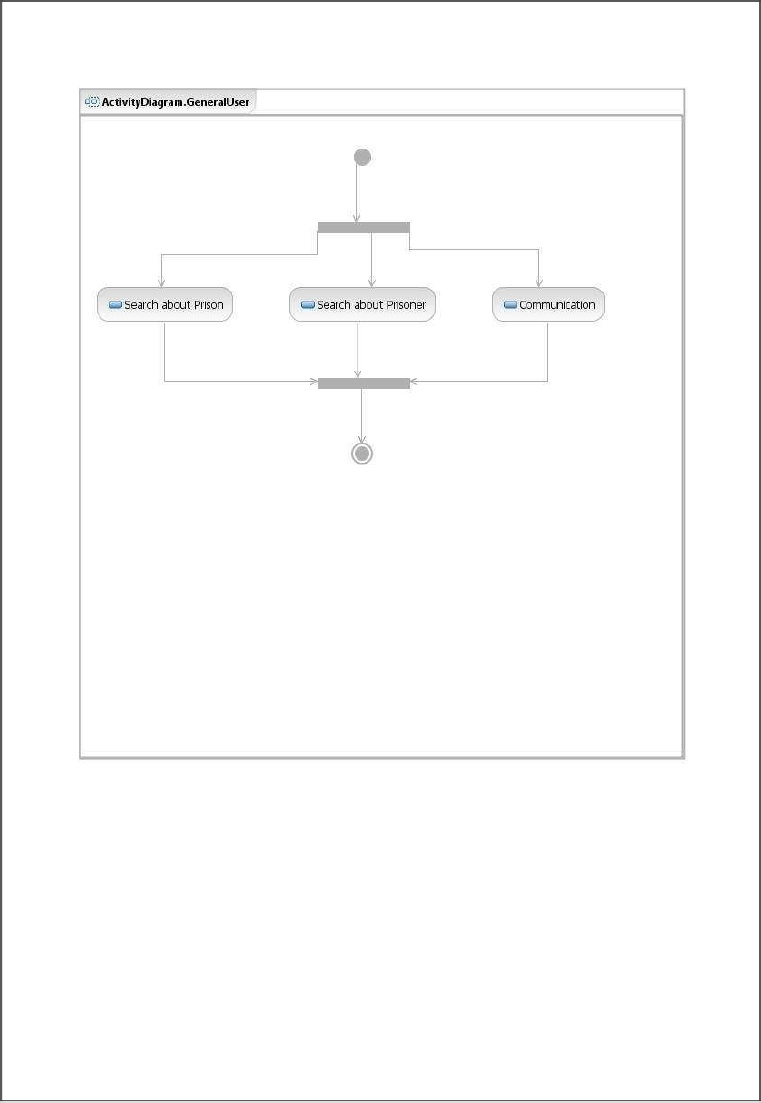 ActivityDiagram.GeneralUser
Search about Prison
Search about Prisoner
Communication